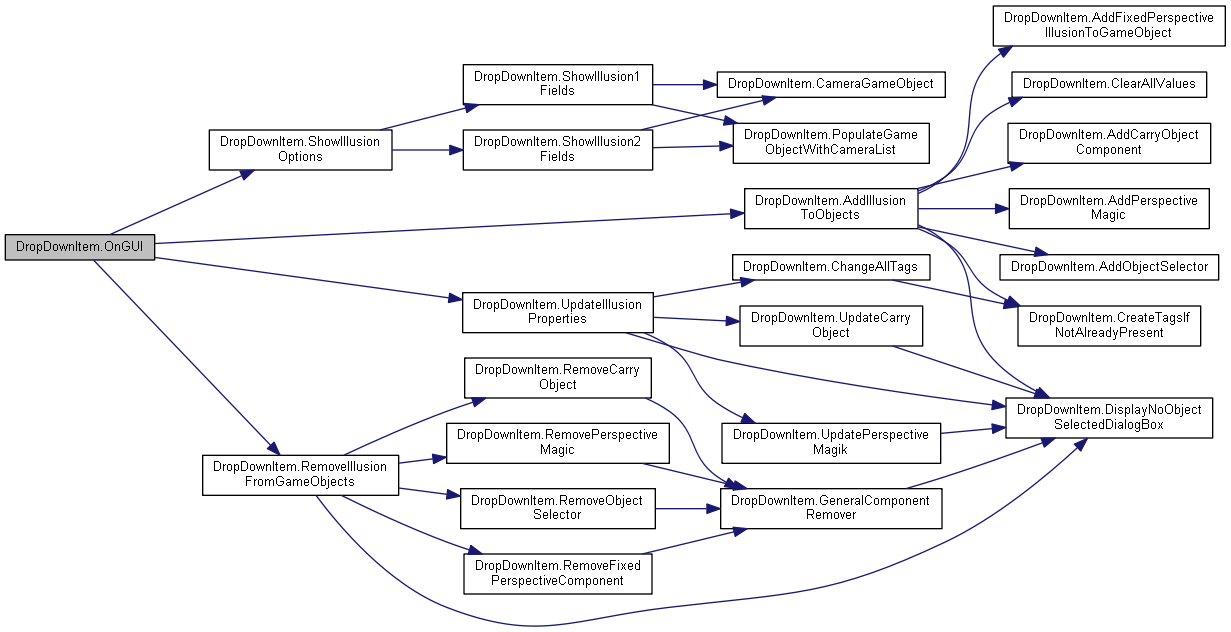 DropDownItem.OnGUI
DropDownItem.ShowIllusion
Options
DropDownItem.ShowIllusion1
Fields
DropDownItem.ShowIllusion2
Fields
DropDownItem.CameraGameObject
DropDownItem.PopulateGame
ObjectWithCameraList
DropDownItem.AddIllusion
ToObjects
DropDownItem.AddFixedPerspective
IllusionToGameObject
DropDownItem.ClearAllValues
DropDownItem.AddCarryObject
Component
DropDownItem.AddPerspective
Magic
DropDownItem.AddObjectSelector
DropDownItem.CreateTagsIf
NotAlreadyPresent
DropDownItem.DisplayNoObject
SelectedDialogBox
DropDownItem.UpdateIllusion
Properties
DropDownItem.ChangeAllTags
DropDownItem.UpdateCarry
Object
DropDownItem.UpdatePerspective
Magik
DropDownItem.RemoveIllusion
FromGameObjects
DropDownItem.RemoveCarry
Object
DropDownItem.RemovePerspective
Magic
DropDownItem.RemoveObject
Selector
DropDownItem.RemoveFixed
PerspectiveComponent
DropDownItem.GeneralComponent
Remover